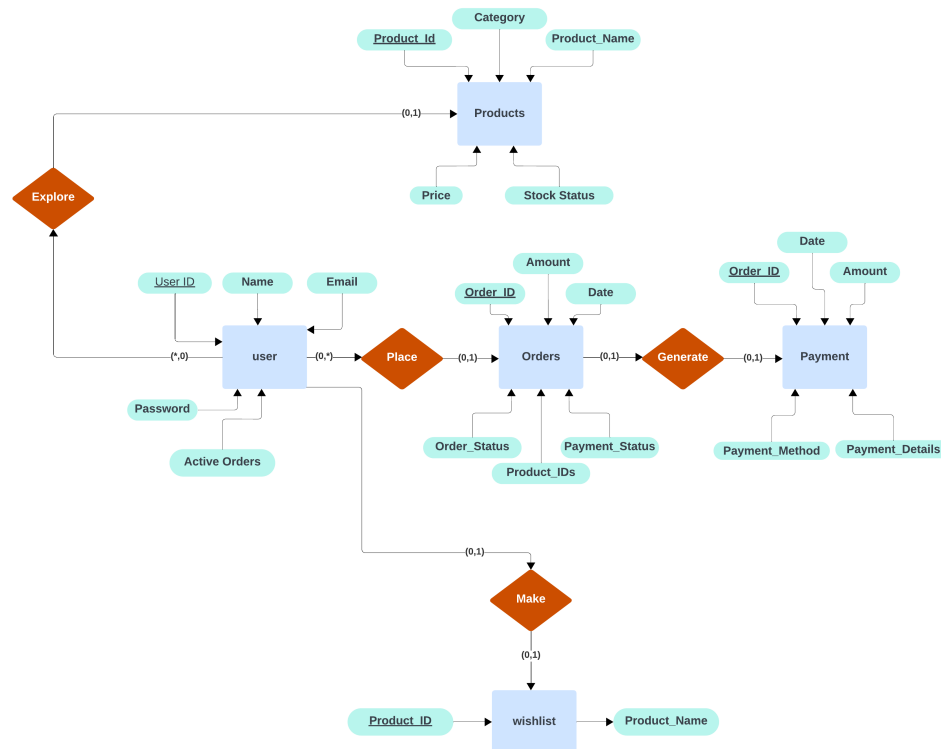 Category
Product_Id
Product_Name
Products
(0,1)
Price
Stock Status
Explore
User ID
Name
Email
user
(*,0)
(0,*)
Place
(0,1)
Password
Active Orders
Amount
Order_ID
Date
Orders
(0,1)
Generate
(0,1)
Order_Status
Payment_Status
Product_IDs
Date
Order_ID
Amount
Payment
Payment_Method
Payment_Details
(0,1)
Make
(0,1)
Product_ID
wishlist
Product_Name